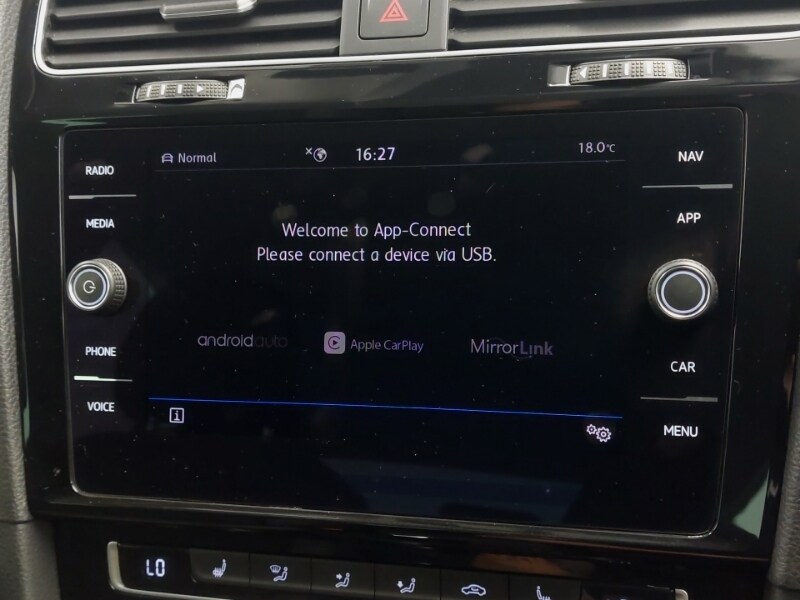 RADIO
MEDIA
PHONE
VOICE
Normal 16:27 18.0°C
Welcome to App-Connect
Please connect a device via USB.
androidauto Apple CarPlay MirrorLink
i
NAV
APP
CAR
MENU
LO